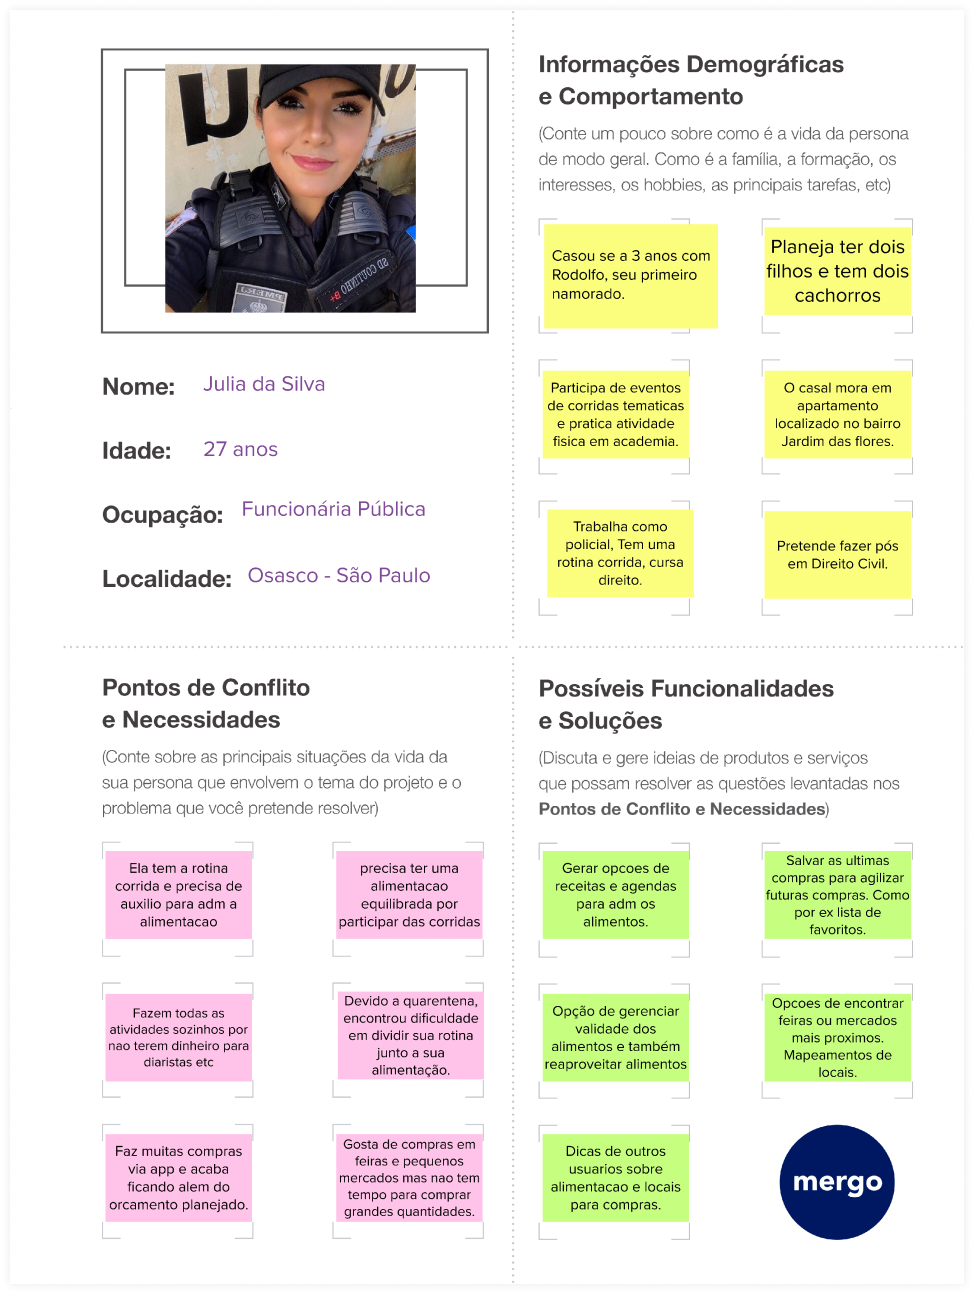 SD COUTINHO B+
PMERJ
Nome: Julia da Silva
Idade: 27 anos
Ocupação: Funcionária Pública
Localidade: Osasco - São Paulo
Informações Demográficas
e Comportamento
(Conte um pouco sobre como é a vida da persona
de modo geral. Como é a família, a formação, os
interesses, os hobbies, as principais tarefas, etc)
Casou se a 3 anos com
Rodolfo, seu primeiro
namorado.
Planeja ter dois
filhos e tem dois
cachorros
Participa de eventos
de corridas tematicas
e pratica atividade
fisica em academia.
O casal mora em
apartamento
localizado no bairro
Jardim das flores.
Trabalha como
policial, Tem uma
rotina corrida, cursa
direito.
Pretende fazer pós
em Direito Civil.
Pontos de Conflito
e Necessidades
(Conte sobre as principais situações da vida da
sua persona que envolvem o tema do projeto e o
problema que você pretende resolver)
Ela tem a rotina
corrida e precisa de
auxilio para adm a
alimentacao
precisa ter uma
alimentacao
equilibrada por
participar das corridas
Fazem todas as
atividades sozinhos por
nao terem dinheiro para
diaristas etc
Devido a quarentena,
encontrou dificuldade
em dividir sua rotina
junto a sua
alimentação.
Faz muitas compras
via app e acaba
ficando alem do
orcamento planejado.
Gosta de compras em
feiras e pequenos
mercados mas nao tem
tempo para comprar
grandes quantidades.
Possíveis Funcionalidades
e Soluções
(Discuta e gere ideias de produtos e serviços
que possam resolver as questões levantadas nos
Pontos de Conflito e Necessidades)
Gerar opcoes de
receitas e agendas
para adm os
alimentos.
Salvar as ultimas
compras para agilizar
futuras compras. Como
por ex lista de
favoritos.
Opção de gerenciar
validade dos
alimentos e também
reaproveitar alimentos
Opcoes de encontrar
feiras ou mercados
mais proximos.
Mapeamentos de
locais.
Dicas de outros
usuarios sobre
alimentacao e locais
para compras.
mergo